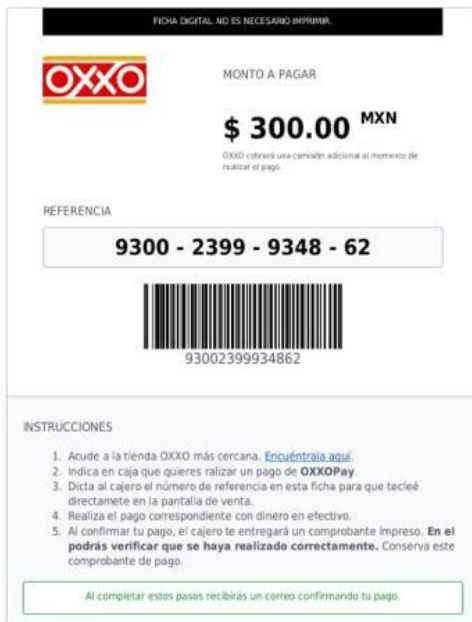 FICHA DIGITAL. NO ES NECESARIO IMPRIMIR.
OXXO
MONTO A PAGAR
$ 300.00 MXN
OXXO cobrará una comisión adicional al momento de
realizar el pago.
REFERENCIA
9300 - 2399 - 9348 - 62
93002399934862
INSTRUCCIONES
1. Acude a la tienda OXXO más cercana. Encuéntrala aquí.
2. Indica en caja que quieres ralizar un pago de OXXOPay.
3. Dicta al cajero el número de referencia en esta ficha para que tecleé
directamete en la pantalla de venta.
4. Realiza el pago correspondiente con dinero en efectivo.
5. Al confirmar tu pago, el cajero te entregará un comprobante impreso. En el
podrás verificar que se haya realizado correctamente. Conserva este
comprobante de pago.
Al completar estos pasos recibirás un correo confirmando tu pago.